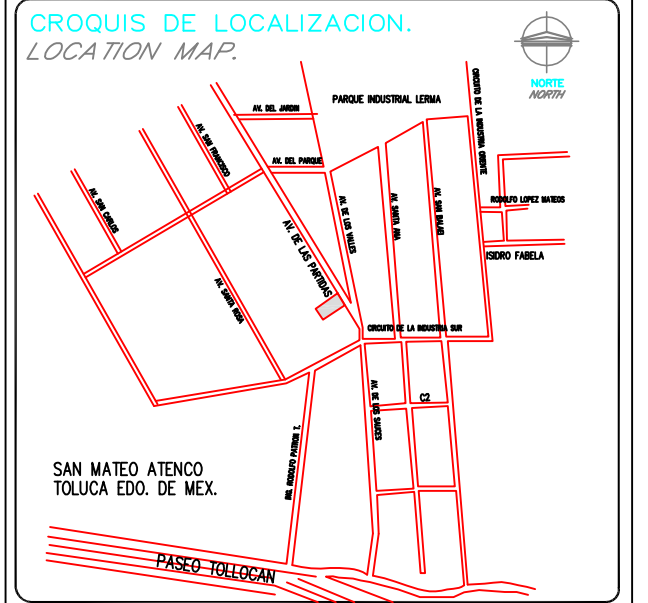 CROQUIS DE LOCALIZACION.
LOCATION MAP.
NORTE
NORTH
PARQUE INDUSTRIAL LERMA
AV. DEL JARDIN
CIRCUITO DE LA INDUSTRIA ORIENTE
AV. SAN FRANCISCO
AV. DEL PARQUE
AV. SAN CARLOS
AV. DE LOS VALLES
AV. SANTA ANA
AV. SAN
RODOLFO LOPEZ MATEOS
AV. DE LAS PARTIDAS
ISIDRO FABELA
AV. SANTA ROSA
CIRCUITO DE LA INDUSTRIA SUR
AV. DE LOS SAUCES
C2
ING. RODOLFO PATRON T.
SAN MATEO ATENCO
TOLUCA EDO. DE MEX.
PASEO TOLLOCAN